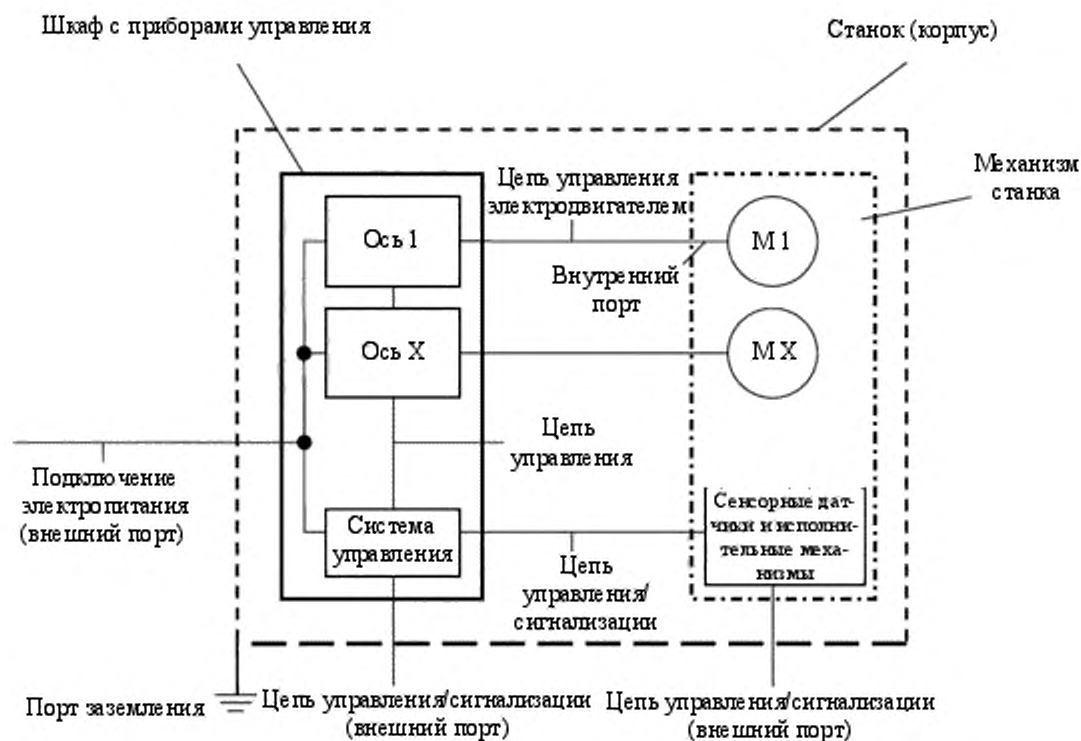 Шкаф с приборами управления
Станок (корпус)
Механизм
станка
Цепь управления
электродвигателем
Ось 1
М 1
Внутренний
порт
Ось X
М X
Цепь
управления
Подключение
электропитания
(внешний порт)
Система
управления
Сенсорные дат-
чики и исполни-
тельные меха-
низмы
Цепь
управления/
сигнализации
Порт заземления
Цепь управления/сигнализации
(внешний порт)
Цепь управления/сигнализации
(внешний порт)